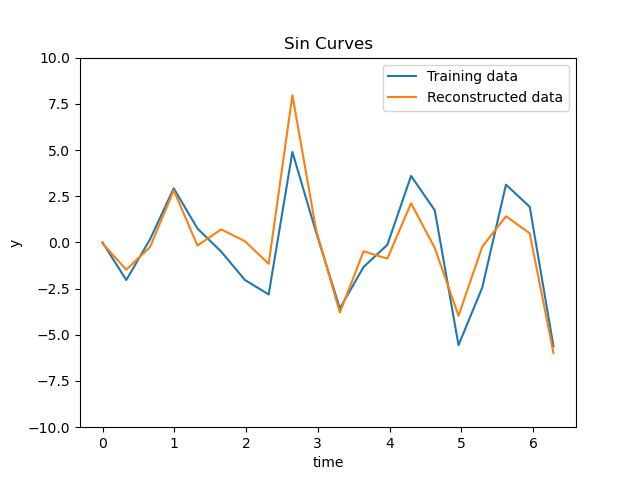 Sin Curves
Training data
Reconstructed data
10.0
7.5
5.0
2.5
0.0
−2.5
−5.0
−7.5
−10.0
y
0 1 2 3 4 5 6
time